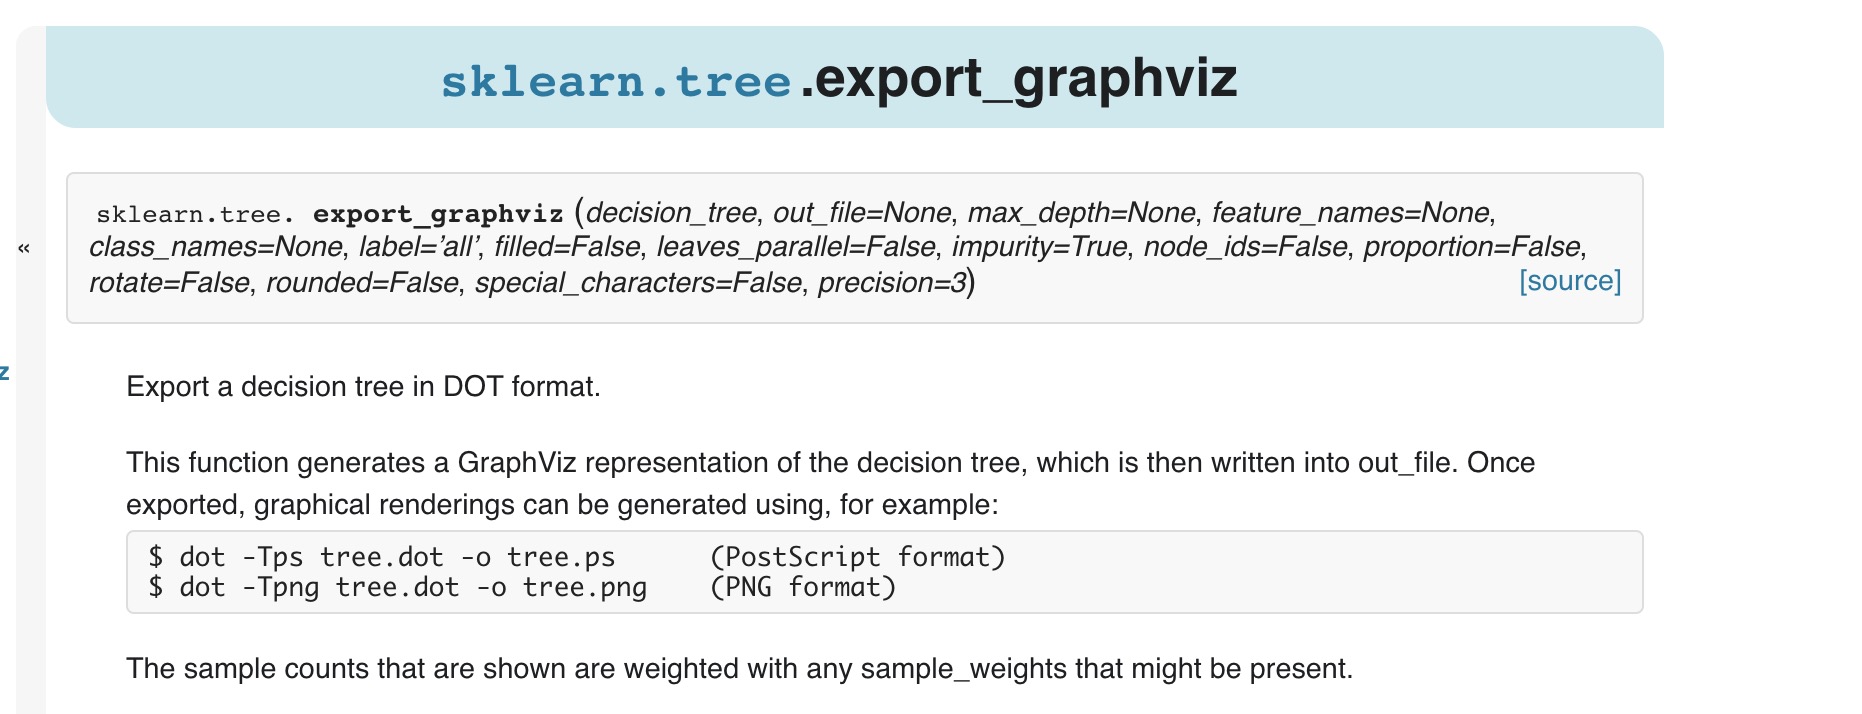 sklearn.tree.export_graphviz
sklearn.tree. export_graphviz (decision_tree, out_file=None, max_depth=None, feature_names=None,
class_names=None, label=’all’, filled=False, leaves_parallel=False, impurity=True, node_ids=False, proportion=False,
rotate=False, rounded=False, special_characters=False, precision=3) [source]
«
z
Export a decision tree in DOT format.
This function generates a GraphViz representation of the decision tree, which is then written into out_file. Once
exported, graphical renderings can be generated using, for example:
$ dot -Tps tree.dot -o tree.ps      (PostScript format)
$ dot -Tpng tree.dot -o tree.png    (PNG format)
The sample counts that are shown are weighted with any sample_weights that might be present.